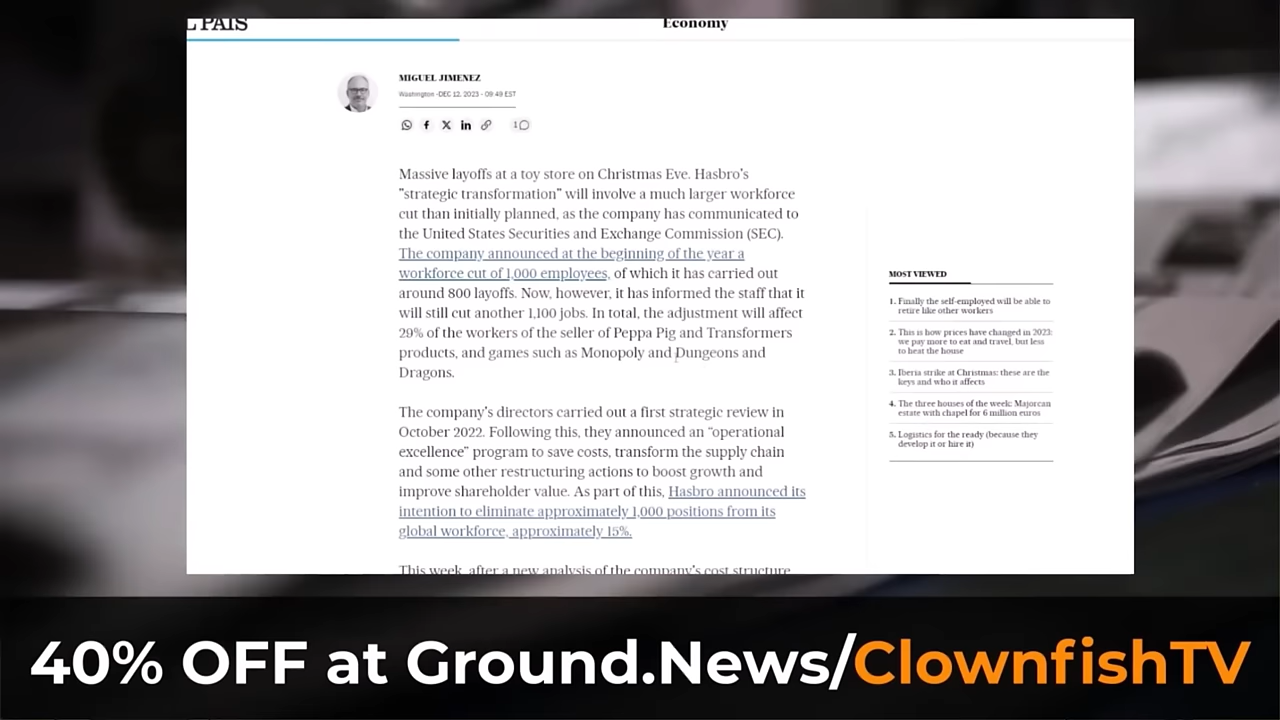 L PAÍS
Economy
MIGUEL JIMENEZ
Washington -DEC 12, 2023 - 09:49 EST
1
Massive layoffs at a toy store on Christmas Eve. Hasbro's
"strategic transformation" will involve a much larger workforce
cut than initially planned, as the company has communicated to
the United States Securities and Exchange Commission (SEC).
The company announced at the beginning of the year a
workforce cut of 1,000 employees, of which it has carried out
around 800 layoffs. Now, however, it has informed the staff that it
will still cut another 1,100 jobs. In total, the adjustment will affect
29% of the workers of the seller of Peppa Pig and Transformers
products, and games such as Monopoly and Dungeons and
Dragons.
The company's directors carried out a first strategic review in
October 2022. Following this, they announced an “operational
excellence” program to save costs, transform the supply chain
and some other restructuring actions to boost growth and
improve shareholder value. As part of this, Hasbro announced its
intention to eliminate approximately 1,000 positions from its
global workforce, approximately 15%.
This week, after a new analysis of the company's cost structure,
MOST VIEWED
1. Finally the self-employed will be able to
retire like other workers
2. This is how prices have changed in 2023:
we pay more to eat and travel, but less
to heat the house
3. Iberia strike at Christmas: these are the
keys and who it affects
4. The three houses of the week: Majorcan
estate with chapel for 6 million euros
5. Logistics for the ready (because they
develop it or hire it)
40% OFF at Ground.News/ClownfishTV